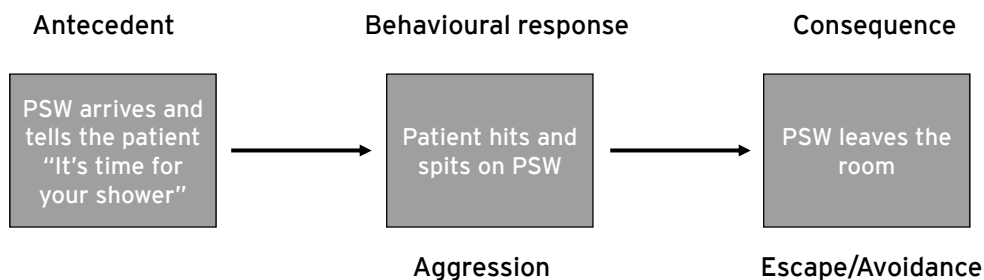 Antecedent
Behavioural response
Consequence
PSW arrives and
tells the patient
“It’s time for
your shower”
Patient hits and
spits on PSW
PSW leaves the
room
Aggression
Escape/Avoidance